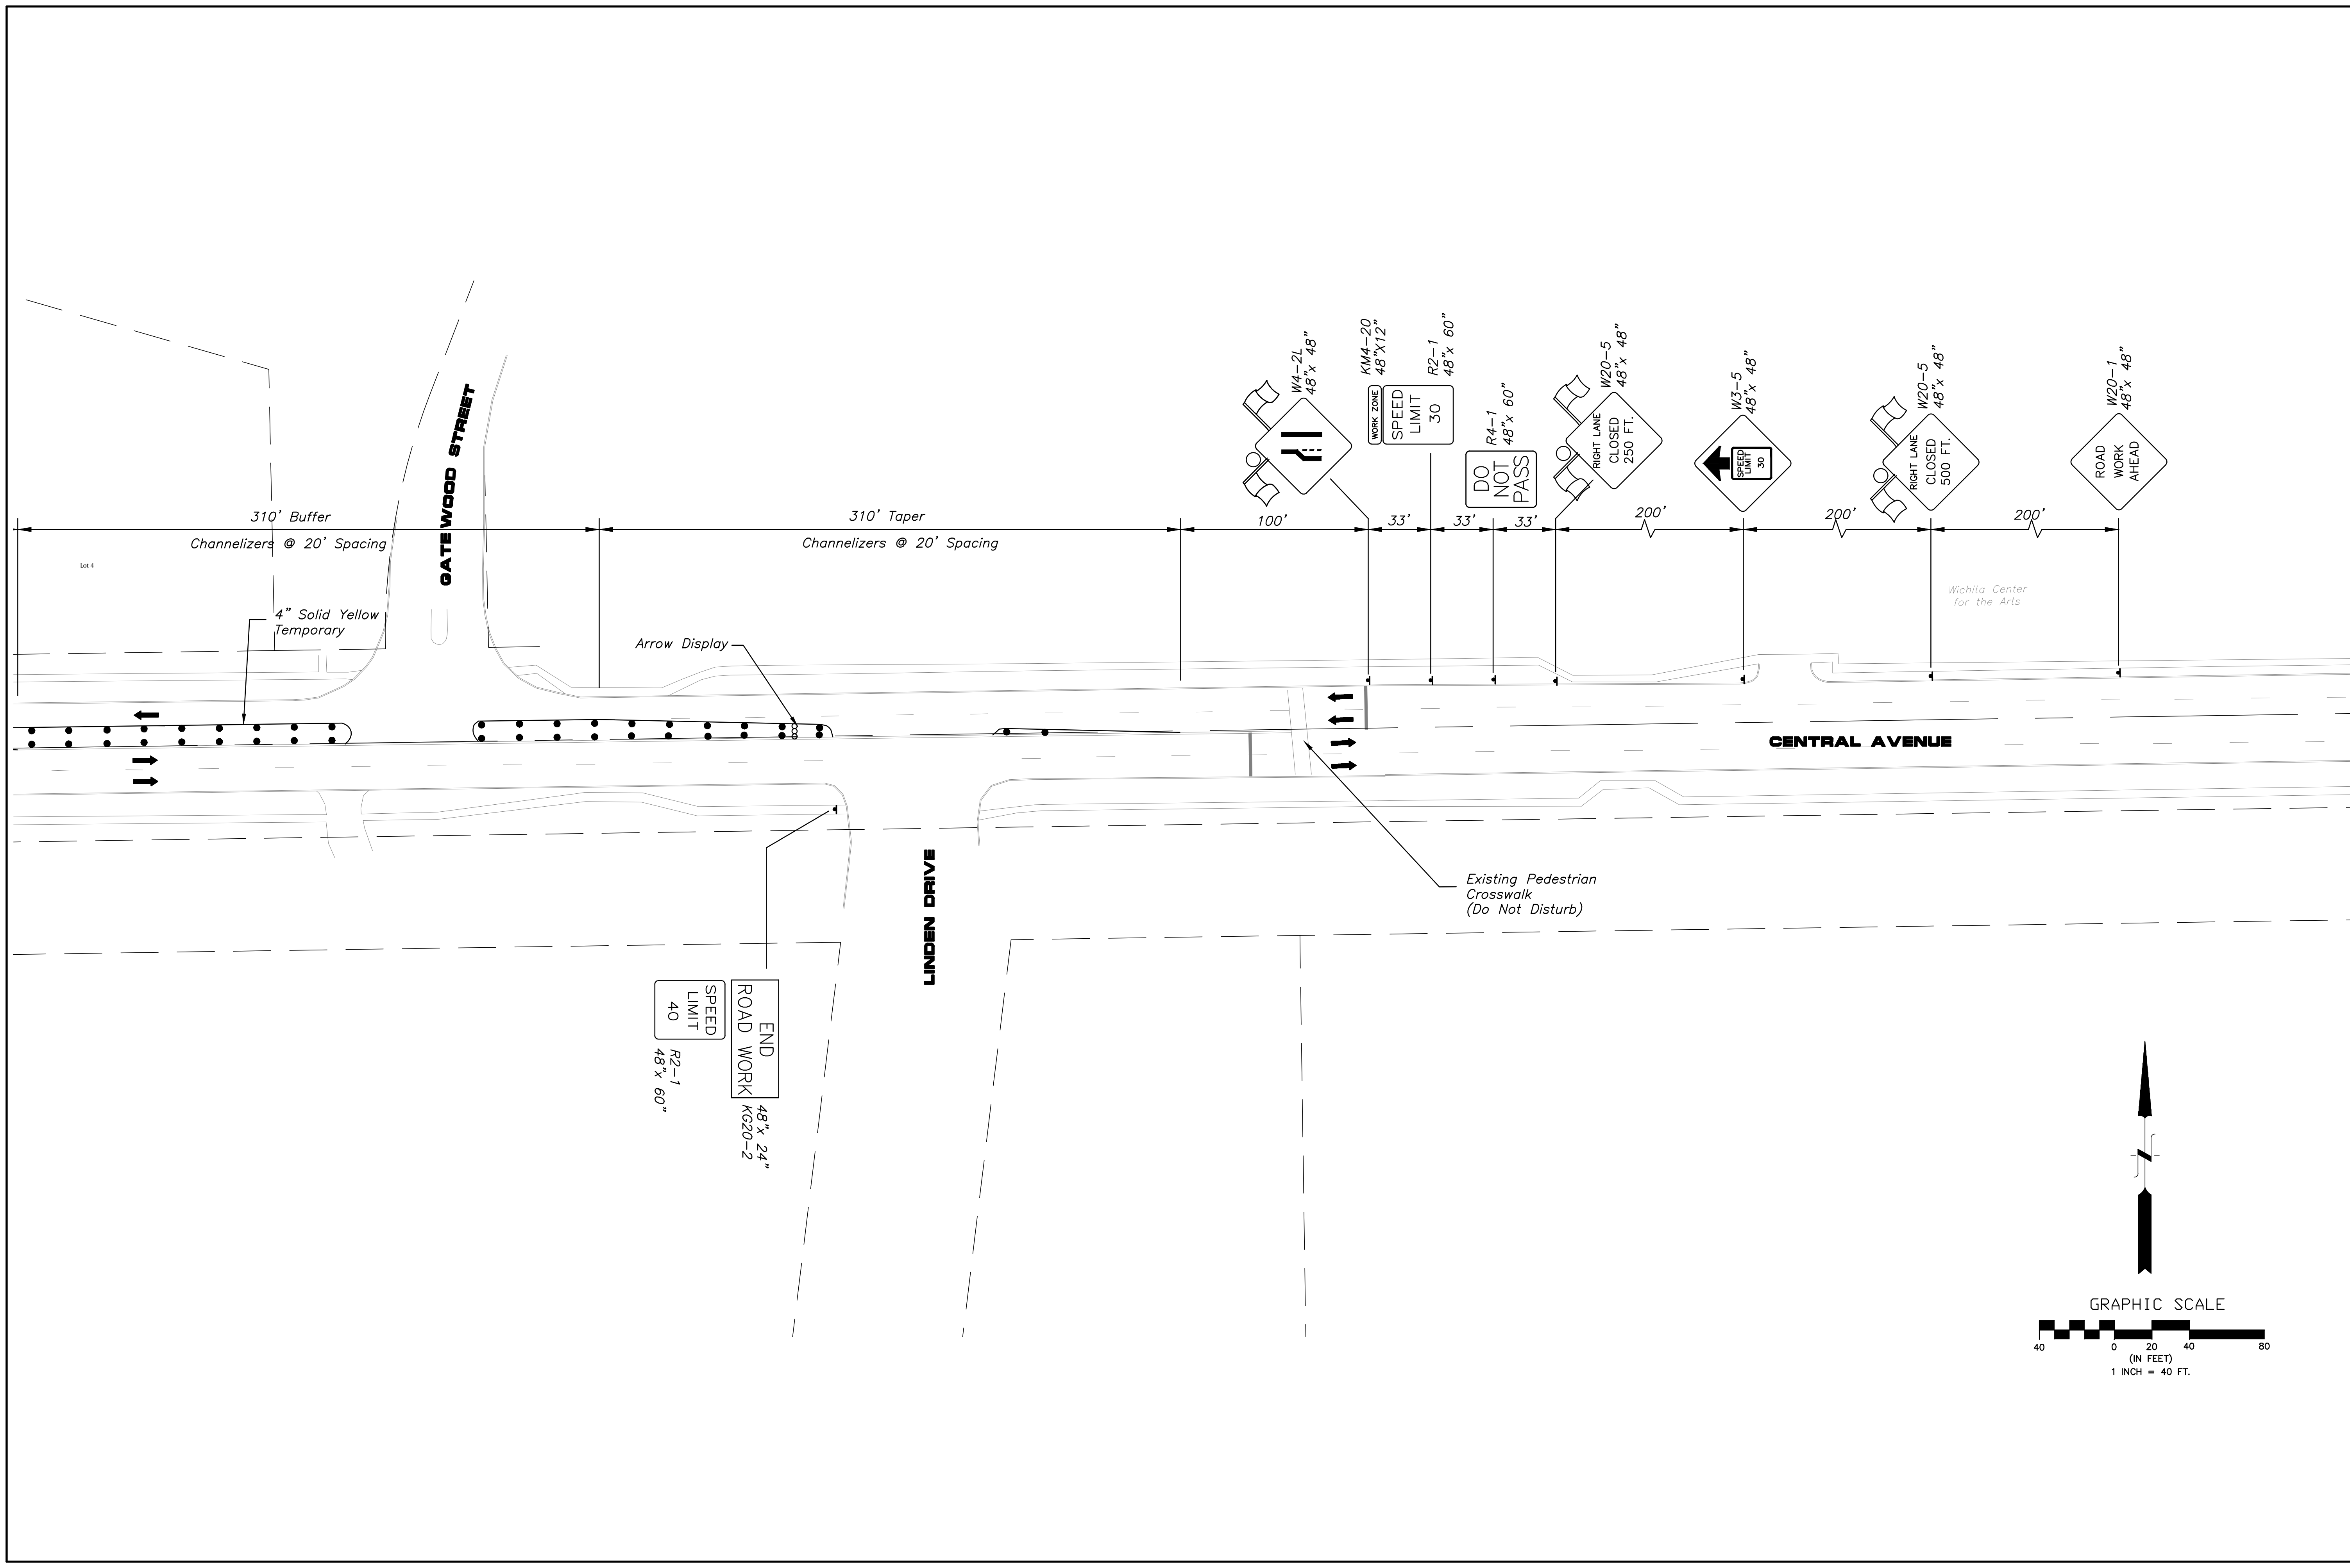 W4-2L
48"x 48"
KM4-20
48"X12"
WORK ZONE
SPEED
LIMIT
30
R2-1
48"x 60"
R4-1
48"x 60"
DO
NOT
PASS
W20-5
48"x 48"
RIGHT LANE
CLOSED
250 FT.
W3-5
48"x 48"
SPEED
LIMIT
30
W20-5
48"x 48"
RIGHT LANE
CLOSED
500 FT.
W20-1
48"x 48"
ROAD
WORK
AHEAD
310' Buffer
Channelizers @ 20' Spacing
GATEWOOD STREET
310' Taper
Channelizers @ 20' Spacing
100'
33'
33'
33'
200'
200'
200'
Lot 4
Wichita Center
for the Arts
4" Solid Yellow
Temporary
Arrow Display
CENTRAL AVENUE
LINDEN DRIVE
Existing Pedestrian
Crosswalk
(Do Not Disturb)
SPEED
LIMIT
40
R2-1
48"x 60"
END
ROAD WORK
48"x 24"
KG20-2
N
GRAPHIC SCALE
40 0 20 40 80
(IN FEET)
1 INCH = 40 FT.